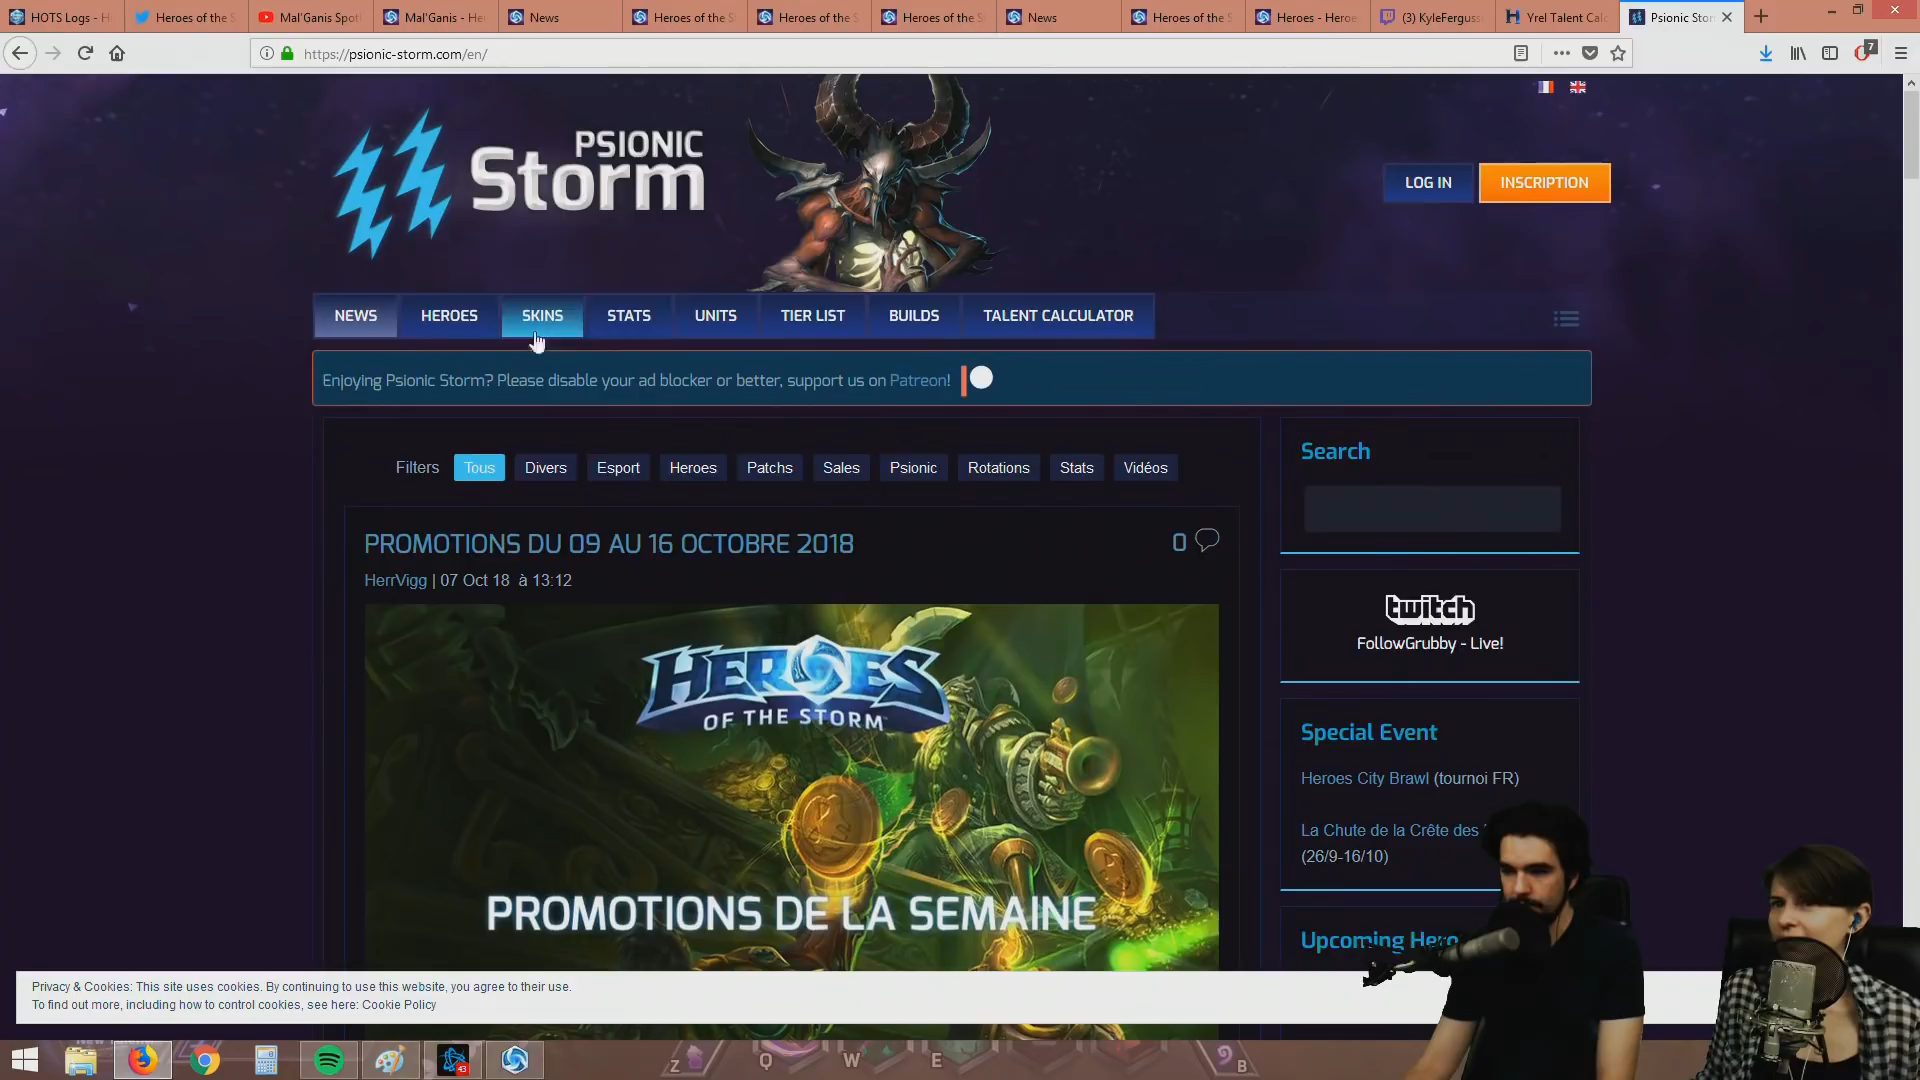 HOTS Logs - H
Heroes of the S
Mal'Ganis Spotl
Mal'Ganis - He
News
Heroes of the S
Heroes of the S
Heroes of the S
News
Heroes of the S
Heroes - Heroe
(3) KyleFerguss
Yrel Talent Calc
Psionic Stor
https://psionic-storm.com/en/
7
PSIONIC
Storm
LOG IN
INSCRIPTION
NEWS
HEROES
SKINS
STATS
UNITS
TIER LIST
BUILDS
TALENT CALCULATOR
Enjoying Psionic Storm? Please disable your ad blocker or better, support us on Patreon!
Filters
Tous
Divers
Esport
Heroes
Patchs
Sales
Psionic
Rotations
Stats
Vidéos
Search
PROMOTIONS DU 09 AU 16 OCTOBRE 2018
0
HerrVigg | 07 Oct 18 à 13:12
HEROES
OF THE STORM
PROMOTIONS DE LA SEMAINE
twitch
FollowGrubby - Live!
Special Event
Heroes City Brawl (tournoi FR)
La Chute de la Crête des
(26/9-16/10)
Upcoming Hero
Privacy & Cookies: This site uses cookies. By continuing to use this website, you agree to their use.
To find out more, including how to control cookies, see here: Cookie Policy
43
Z
Q
W
E
B